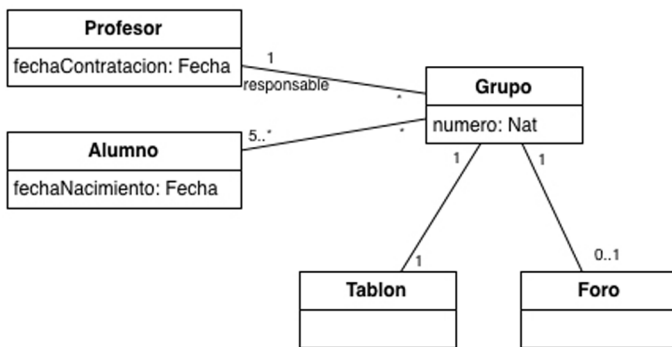 Profesor
fechaContratacion: Fecha
1
responsable
*
Grupo
numero: Nat
Alumno
fechaNacimiento: Fecha
5..*
*
1
1
1
0..1
Tablon
Foro